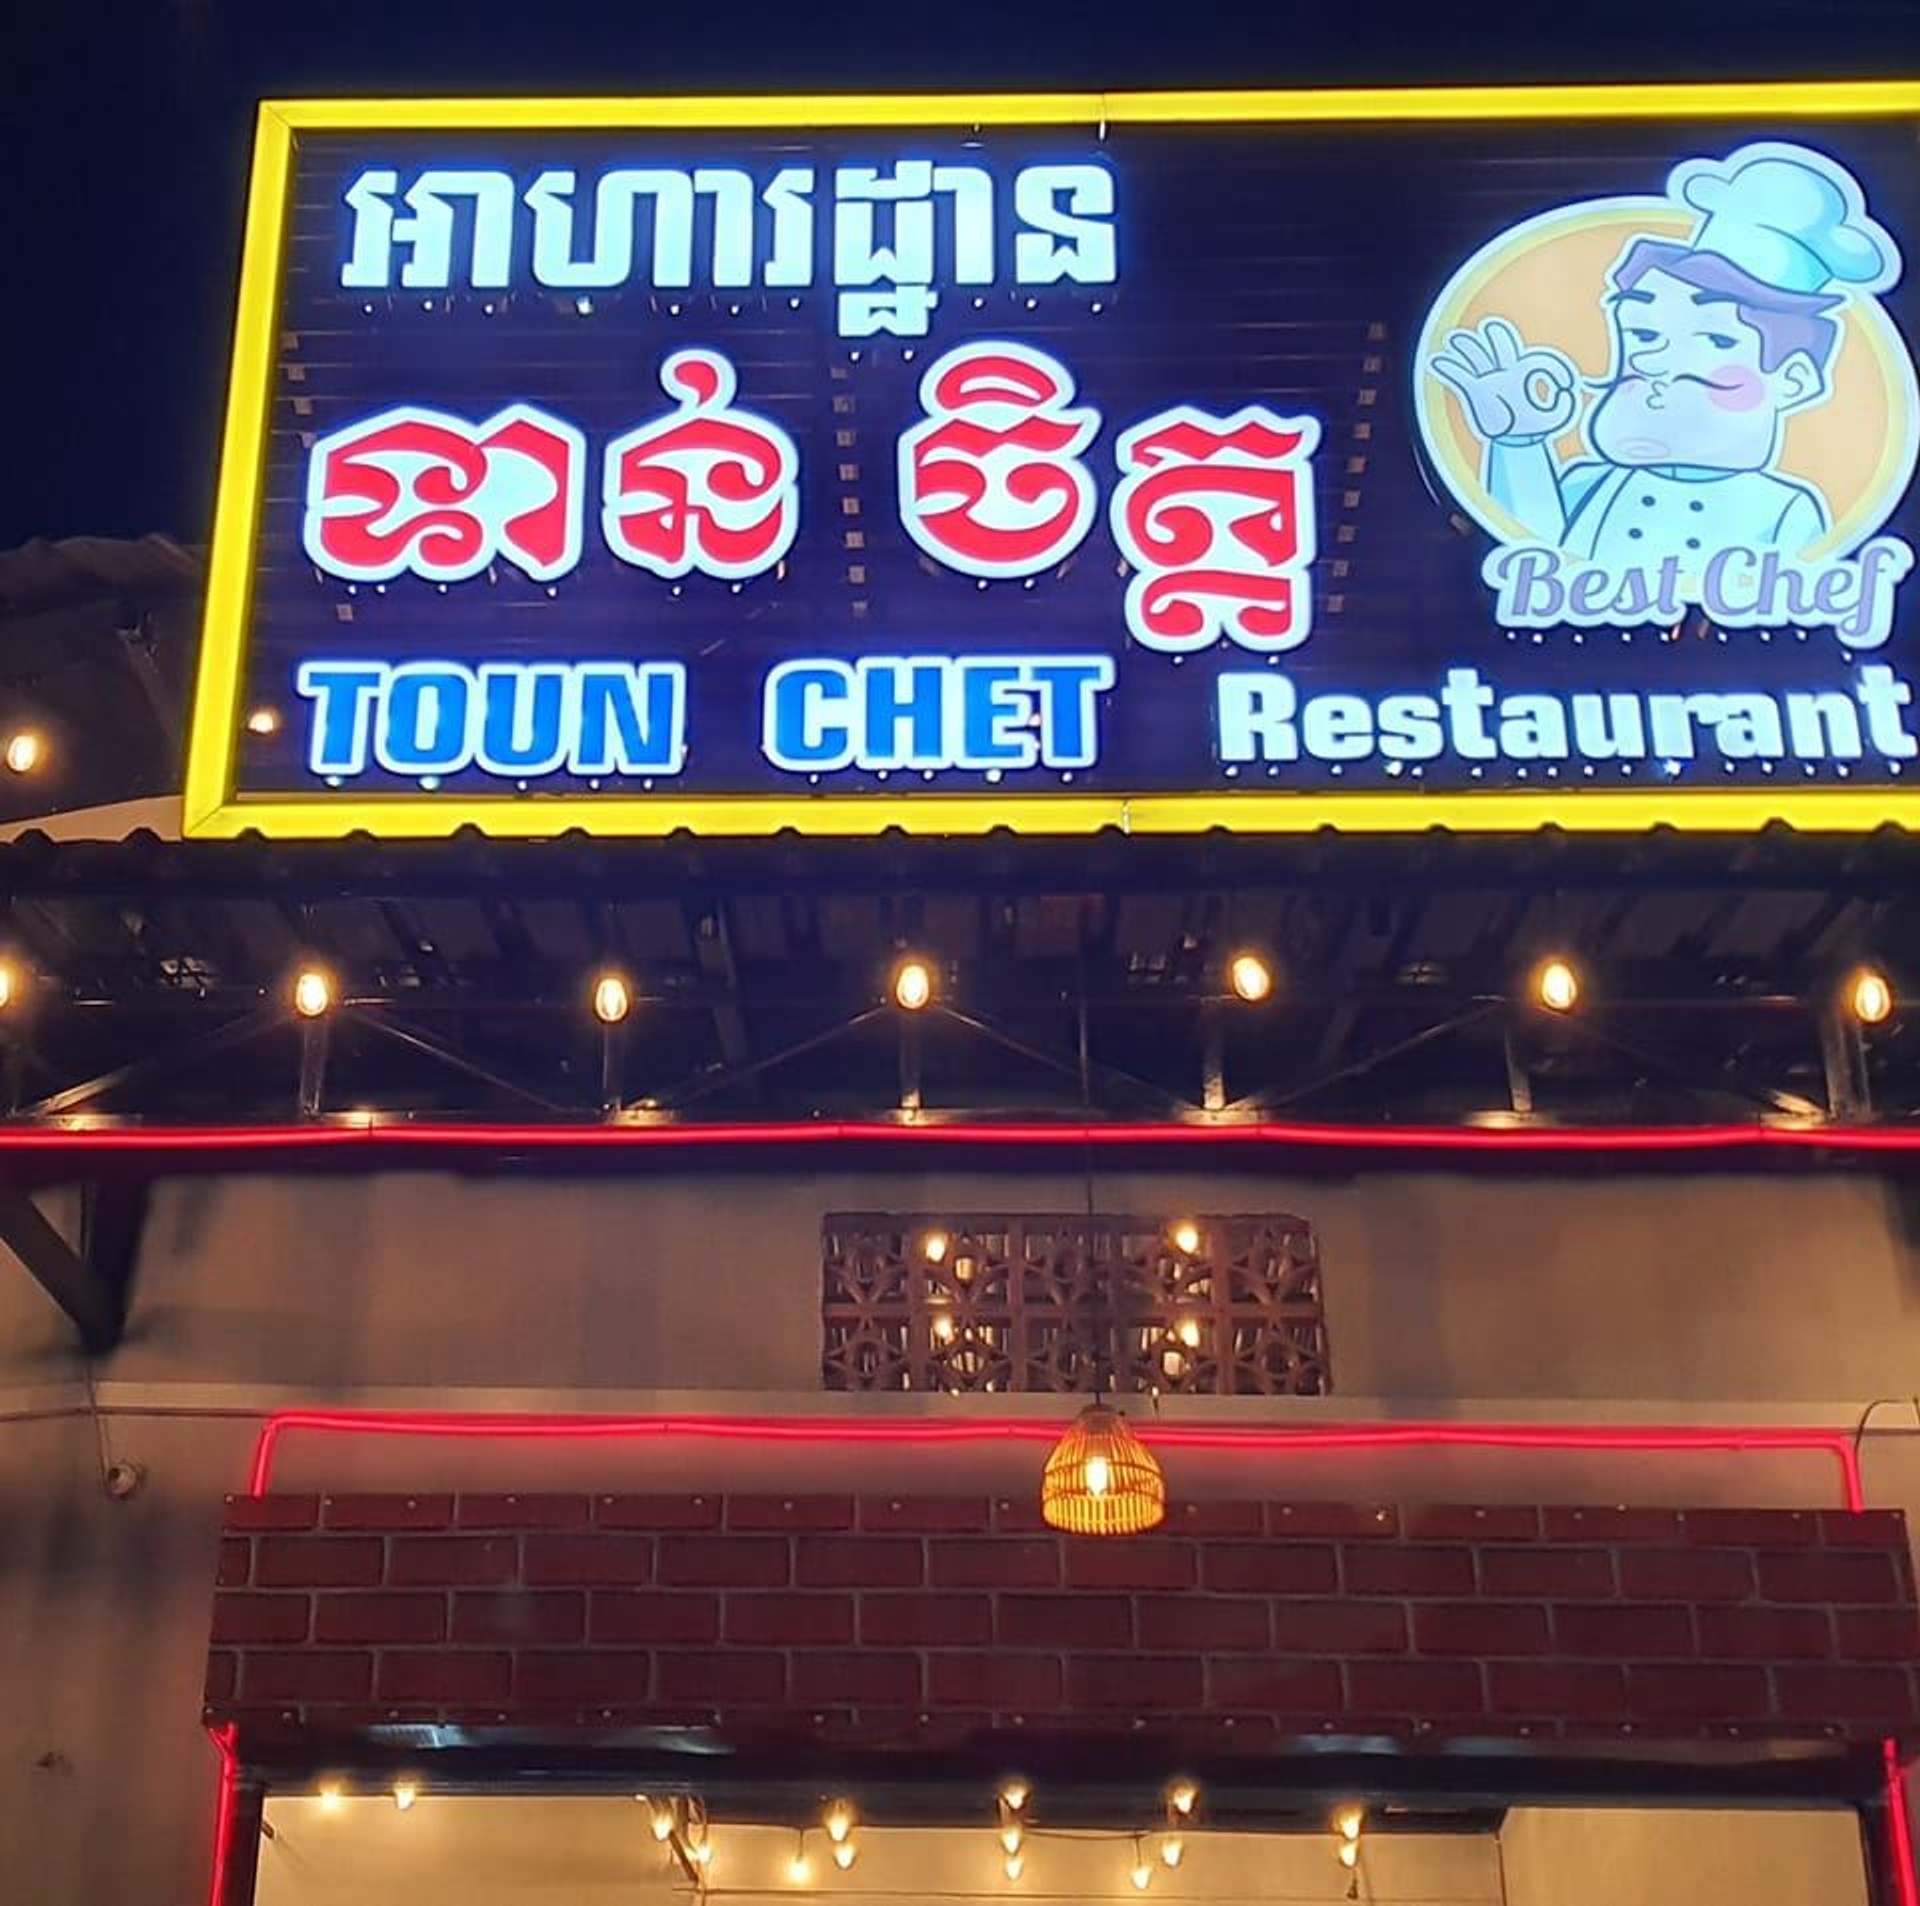 អាហារដ្ឋាន
ទាន់ ចិត្ត
Best Chef
TOUN CHET Restaurant